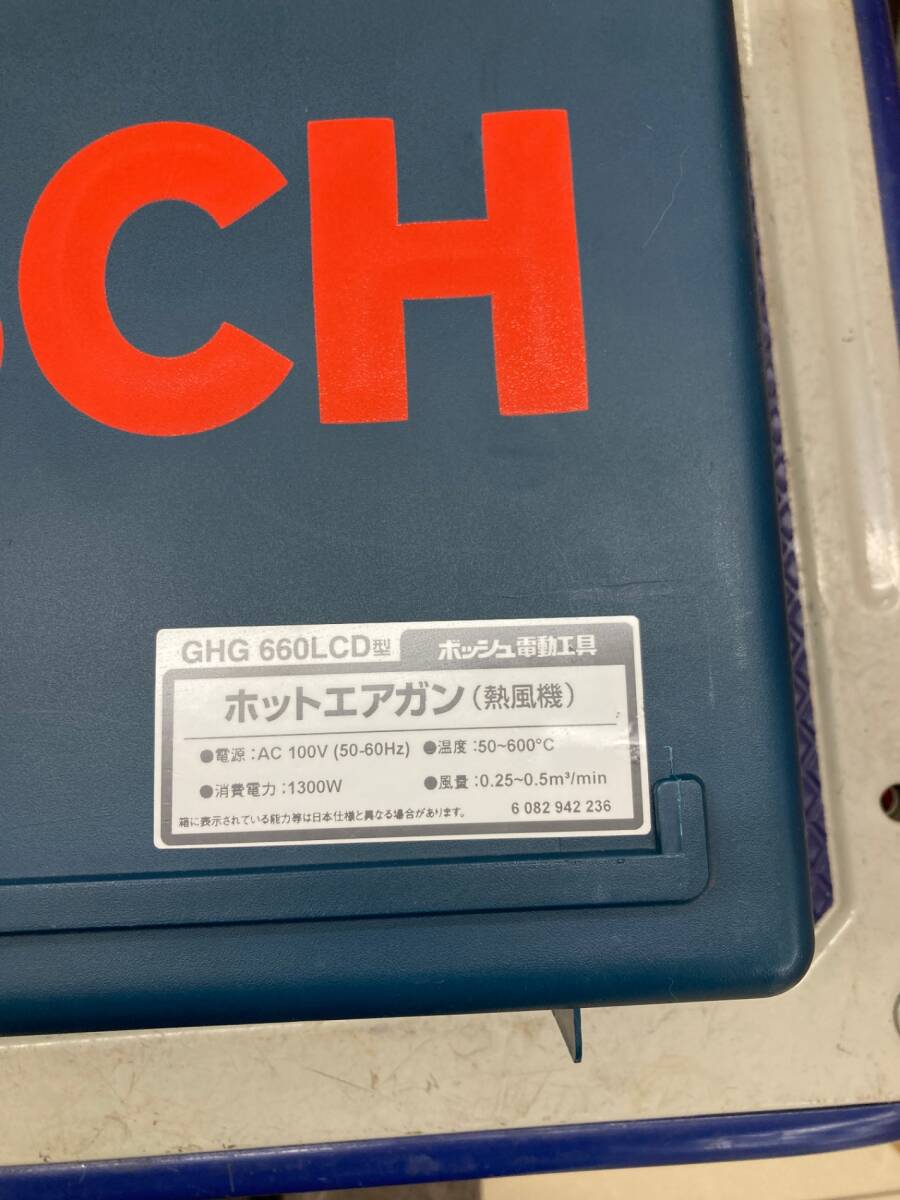 SCH
GHG 660LCD型 ボッシュ電動工具
ホットエアガン(熱風機)
●電源:AC 100V (50-60Hz) ●温度:50~600°C
●消費電力:1300W ●風量:0.25~0.5m³/min
箱に表示されている能力等は日本仕様と異なる場合があります。 6 082 942 236